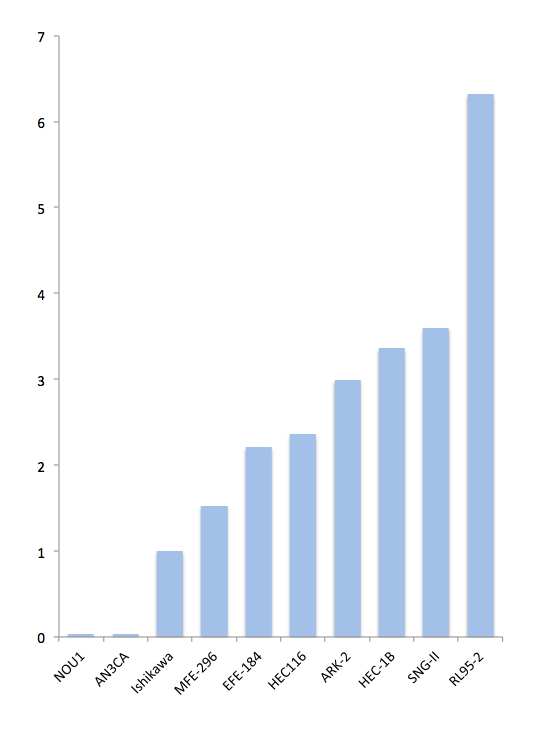 7
6
5
4
3
2
1
0
NOU1
AN3CA
Ishikawa
MFE-296
EFE-184
HEC116
ARK-2
HEC-1B
SNG-II
RL95-2